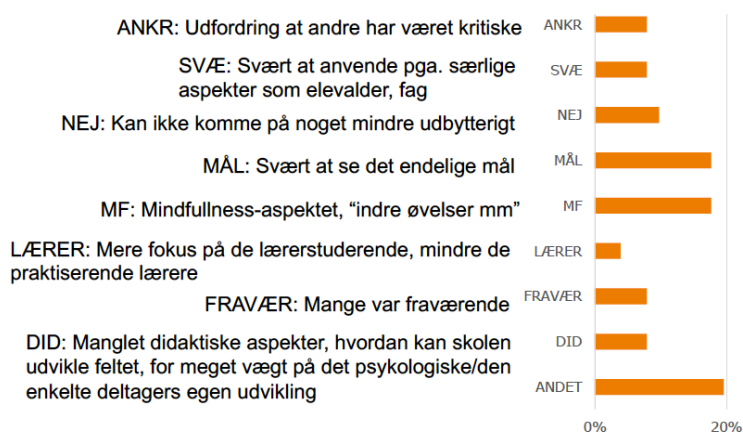 ANKR: Udfordring at andre har været kritiske
ANKR
SVÆ: Svært at anvende pga. særlige
aspekter som elevalder, fag
SVÆ
NEJ: Kan ikke komme på noget mindre udbytterigt
NEJ
MÅL: Svært at se det endelige mål
MÅL
MF: Mindfullness-aspektet, “indre øvelser mm”
MF
LÆRER: Mere fokus på de lærerstuderende, mindre de
praktiserende lærere
LÆRER
FRAVÆR: Mange var fraværende
FRAVÆR
DID: Manglet didaktiske aspekter, hvordan kan skolen
udvikle feltet, for meget vægt på det psykologiske/den
enkelte deltagers egen udvikling
DID
ANDET
0%
20%